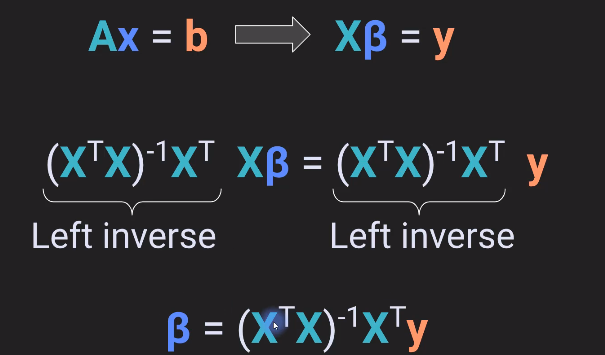 Ax = b ⇒ Xβ = y
(XᵀX)⁻¹Xᵀ Xβ = (XᵀX)⁻¹Xᵀ y
Left inverse Left inverse
β = (XᵀX)⁻¹Xᵀy